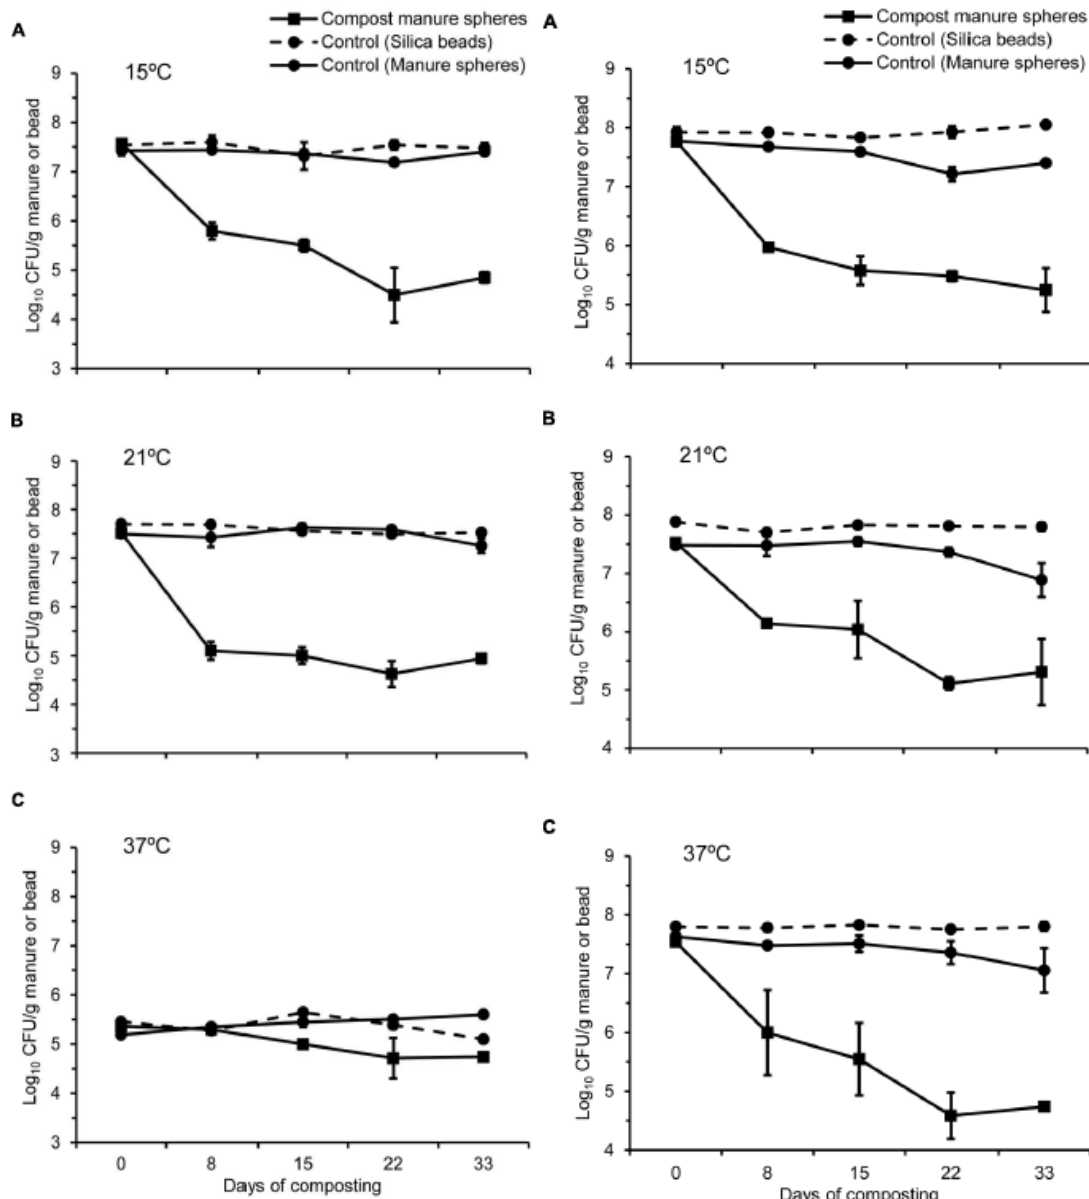 A
Compost manure spheres
Control (Silica beads)
Control (Manure spheres)
15ºC
9
8
7
6
5
4
3
Log₁₀ CFU/g manure or bead
B
21ºC
9
8
7
6
5
4
3
Log₁₀ CFU/g manure or bead
C
37ºC
9
8
7
6
5
4
3
Log₁₀ CFU/g manure or bead
0 8 15 22 33
Days of composting
A
Compost manure spheres
Control (Silica beads)
Control (Manure spheres)
15ºC
9
8
7
6
5
4
Log₁₀ CFU/g manure or bead
B
21ºC
9
8
7
6
5
4
Log₁₀ CFU/g manure or bead
C
37ºC
9
8
7
6
5
4
Log₁₀ CFU/g manure or bead
0 8 15 22 33
Days of composting